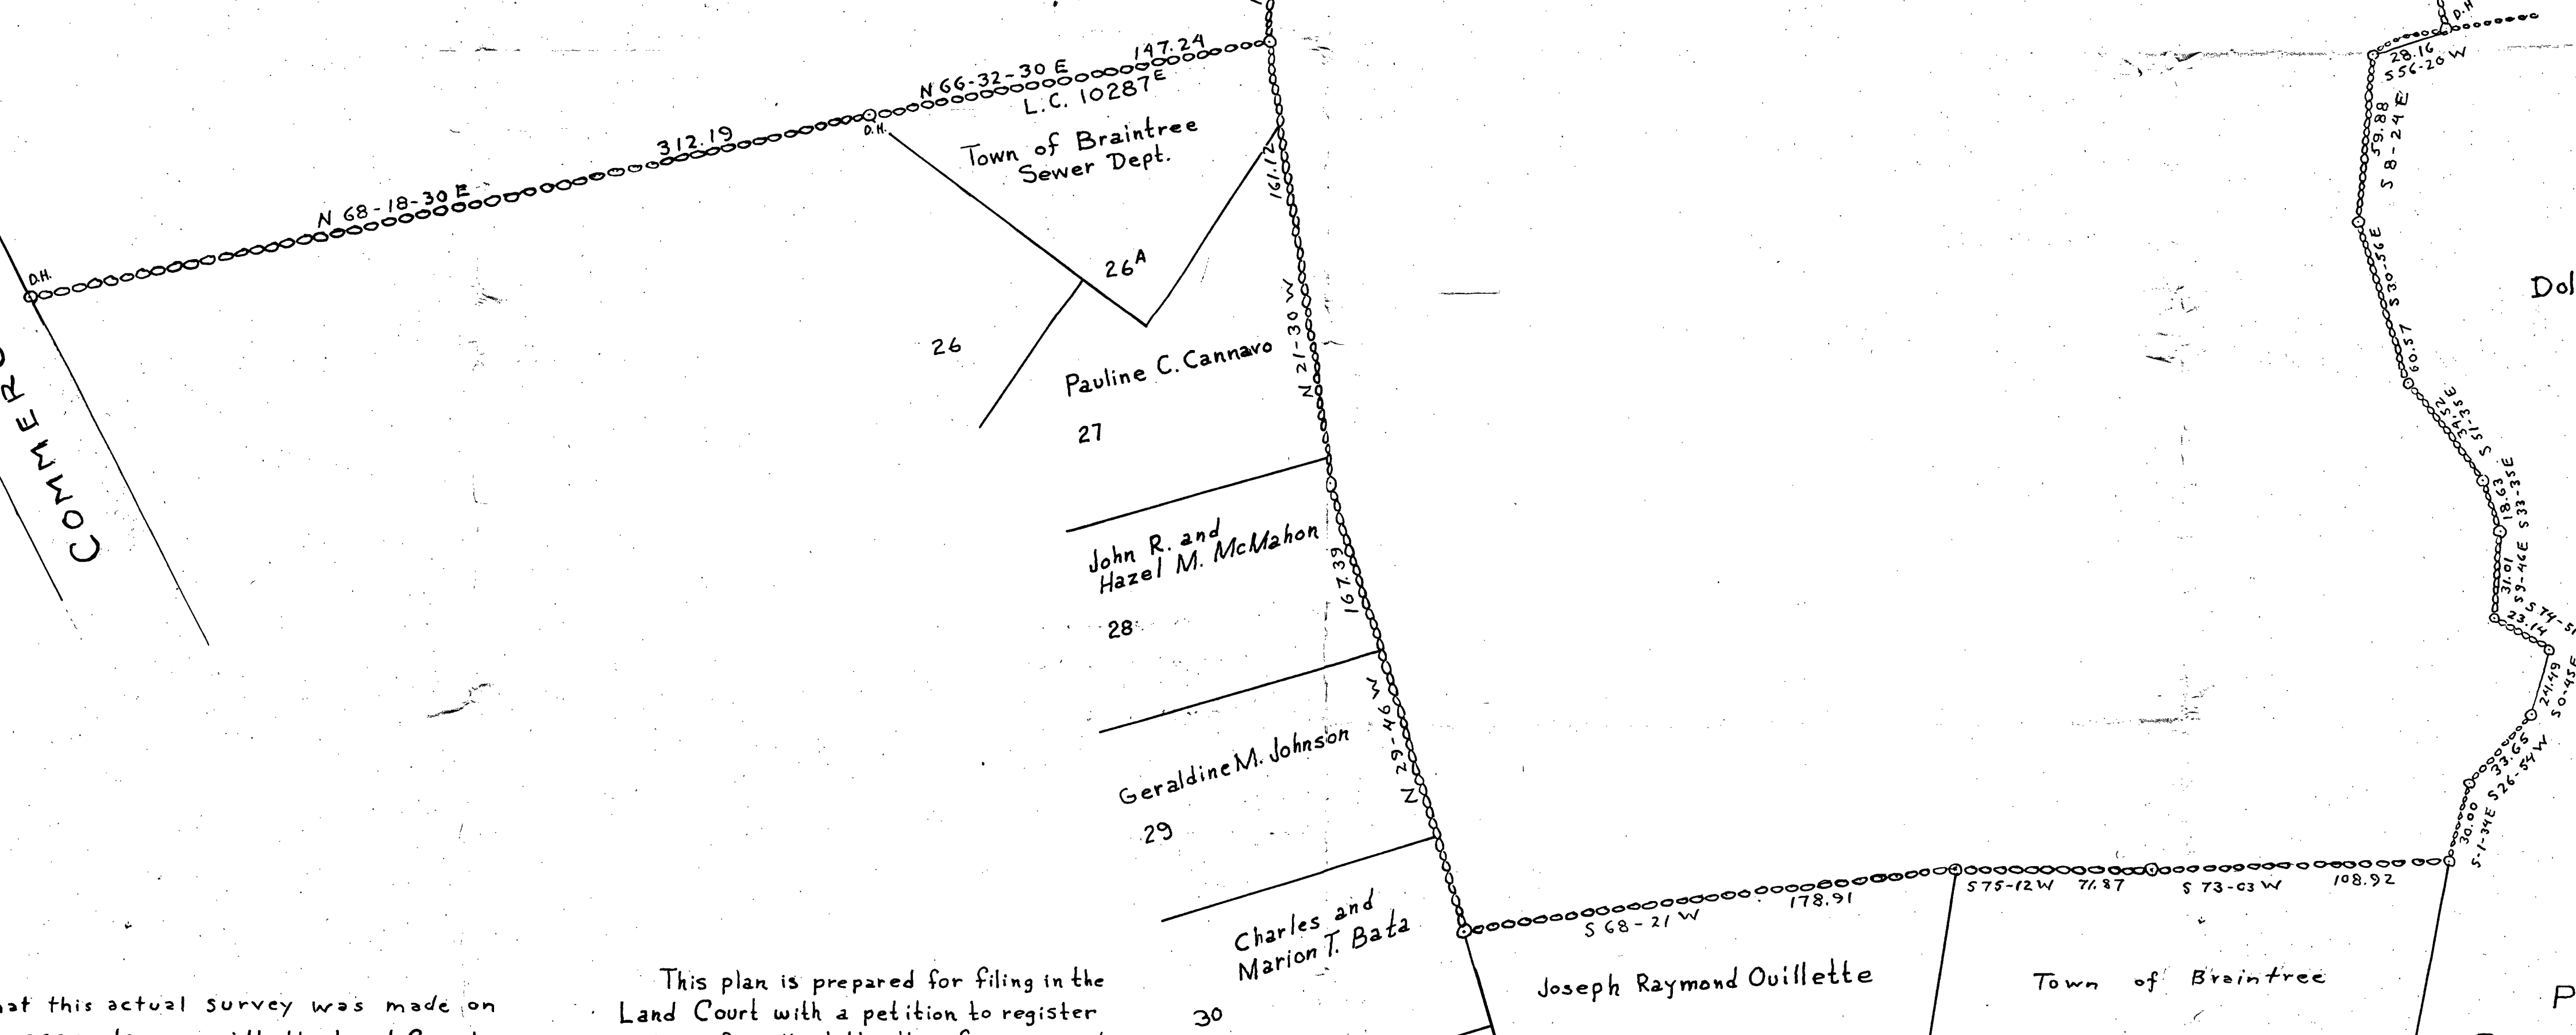 147.24
N 66-32-30 E
L.C. 10287E
D.H.
312.19
N 68-18-30 E
D.H.
Town of Braintree
Sewer Dept.
161.12
26A
26
N 21-30 W
Pauline C. Cannavo
27
COMMER
John R. and
Hazel M. McMahon
167.39
28
N 29-46 W
Geraldine M. Johnson
29
Charles and
Marion T. Bata
30
D.H.
28.16
S 56-20 W
59.88
S 8-24 E
S 30-56 E
60.57
Dol
S 51-35 E
18.63
S 33-35 E
31.01
S 9-46 E
S 74-51
23.14
24.49
S 0-45 E
33.65
S 26-54 W
30.00
S-1-34 E
S 68-21 W
178.91
S 75-12 W 71.87
S 73-03 W
108.92
Joseph Raymond Ouillette
Town of Braintree
P
This plan is prepared for filing in the
Land Court with a petition to register
at this actual survey was made on